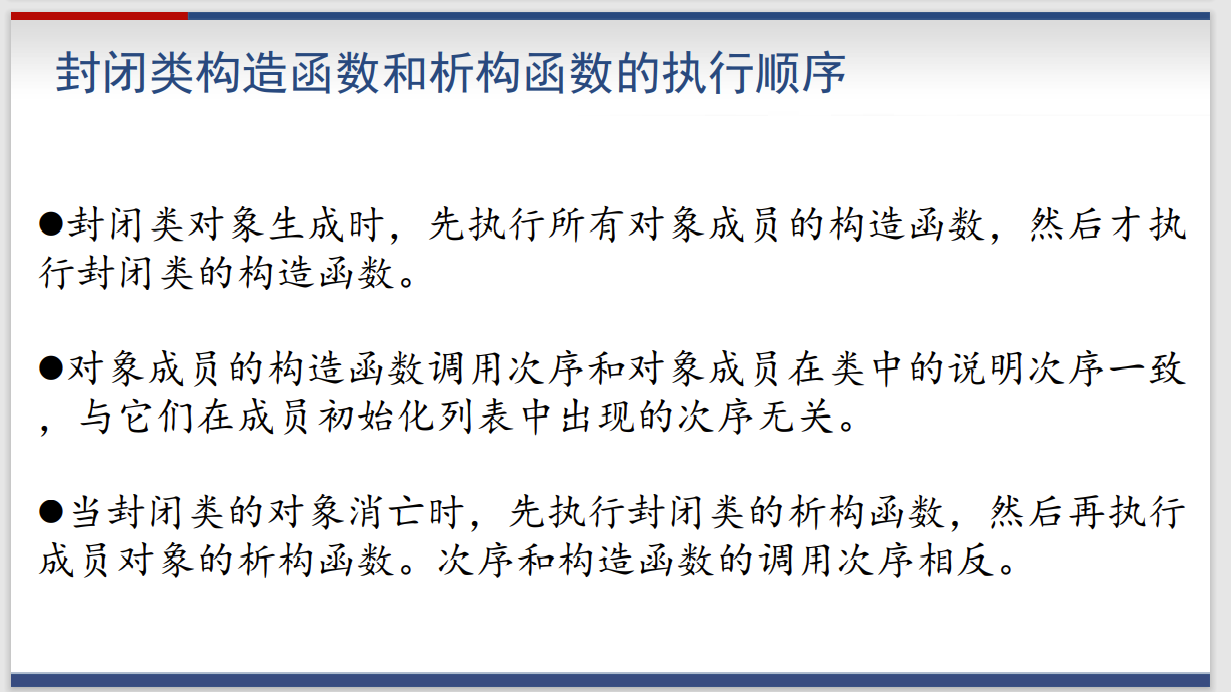 封闭类构造函数和析构函数的执行顺序
●封闭类对象生成时，先执行所有对象成员的构造函数，然后才执
行封闭类的构造函数。
●对象成员的构造函数调用次序和对象成员在类中的说明次序一致
，与它们在成员初始化列表中出现的次序无关。
●当封闭类的对象消亡时，先执行封闭类的析构函数，然后再执行
成员对象的析构函数。次序和构造函数的调用次序相反。